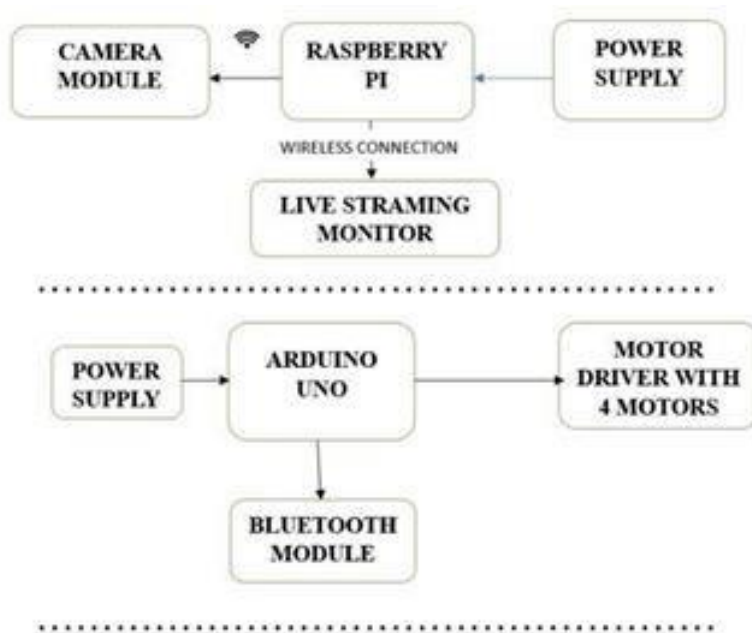 CAMERA
MODULE
RASPBERRY
PI
POWER
SUPPLY
WIRELESS CONNECTION
LIVE STRAMING
MONITOR
POWER
SUPPLY
ARDUINO
UNO
MOTOR
DRIVER WITH
4 MOTORS
BLUETOOTH
MODULE